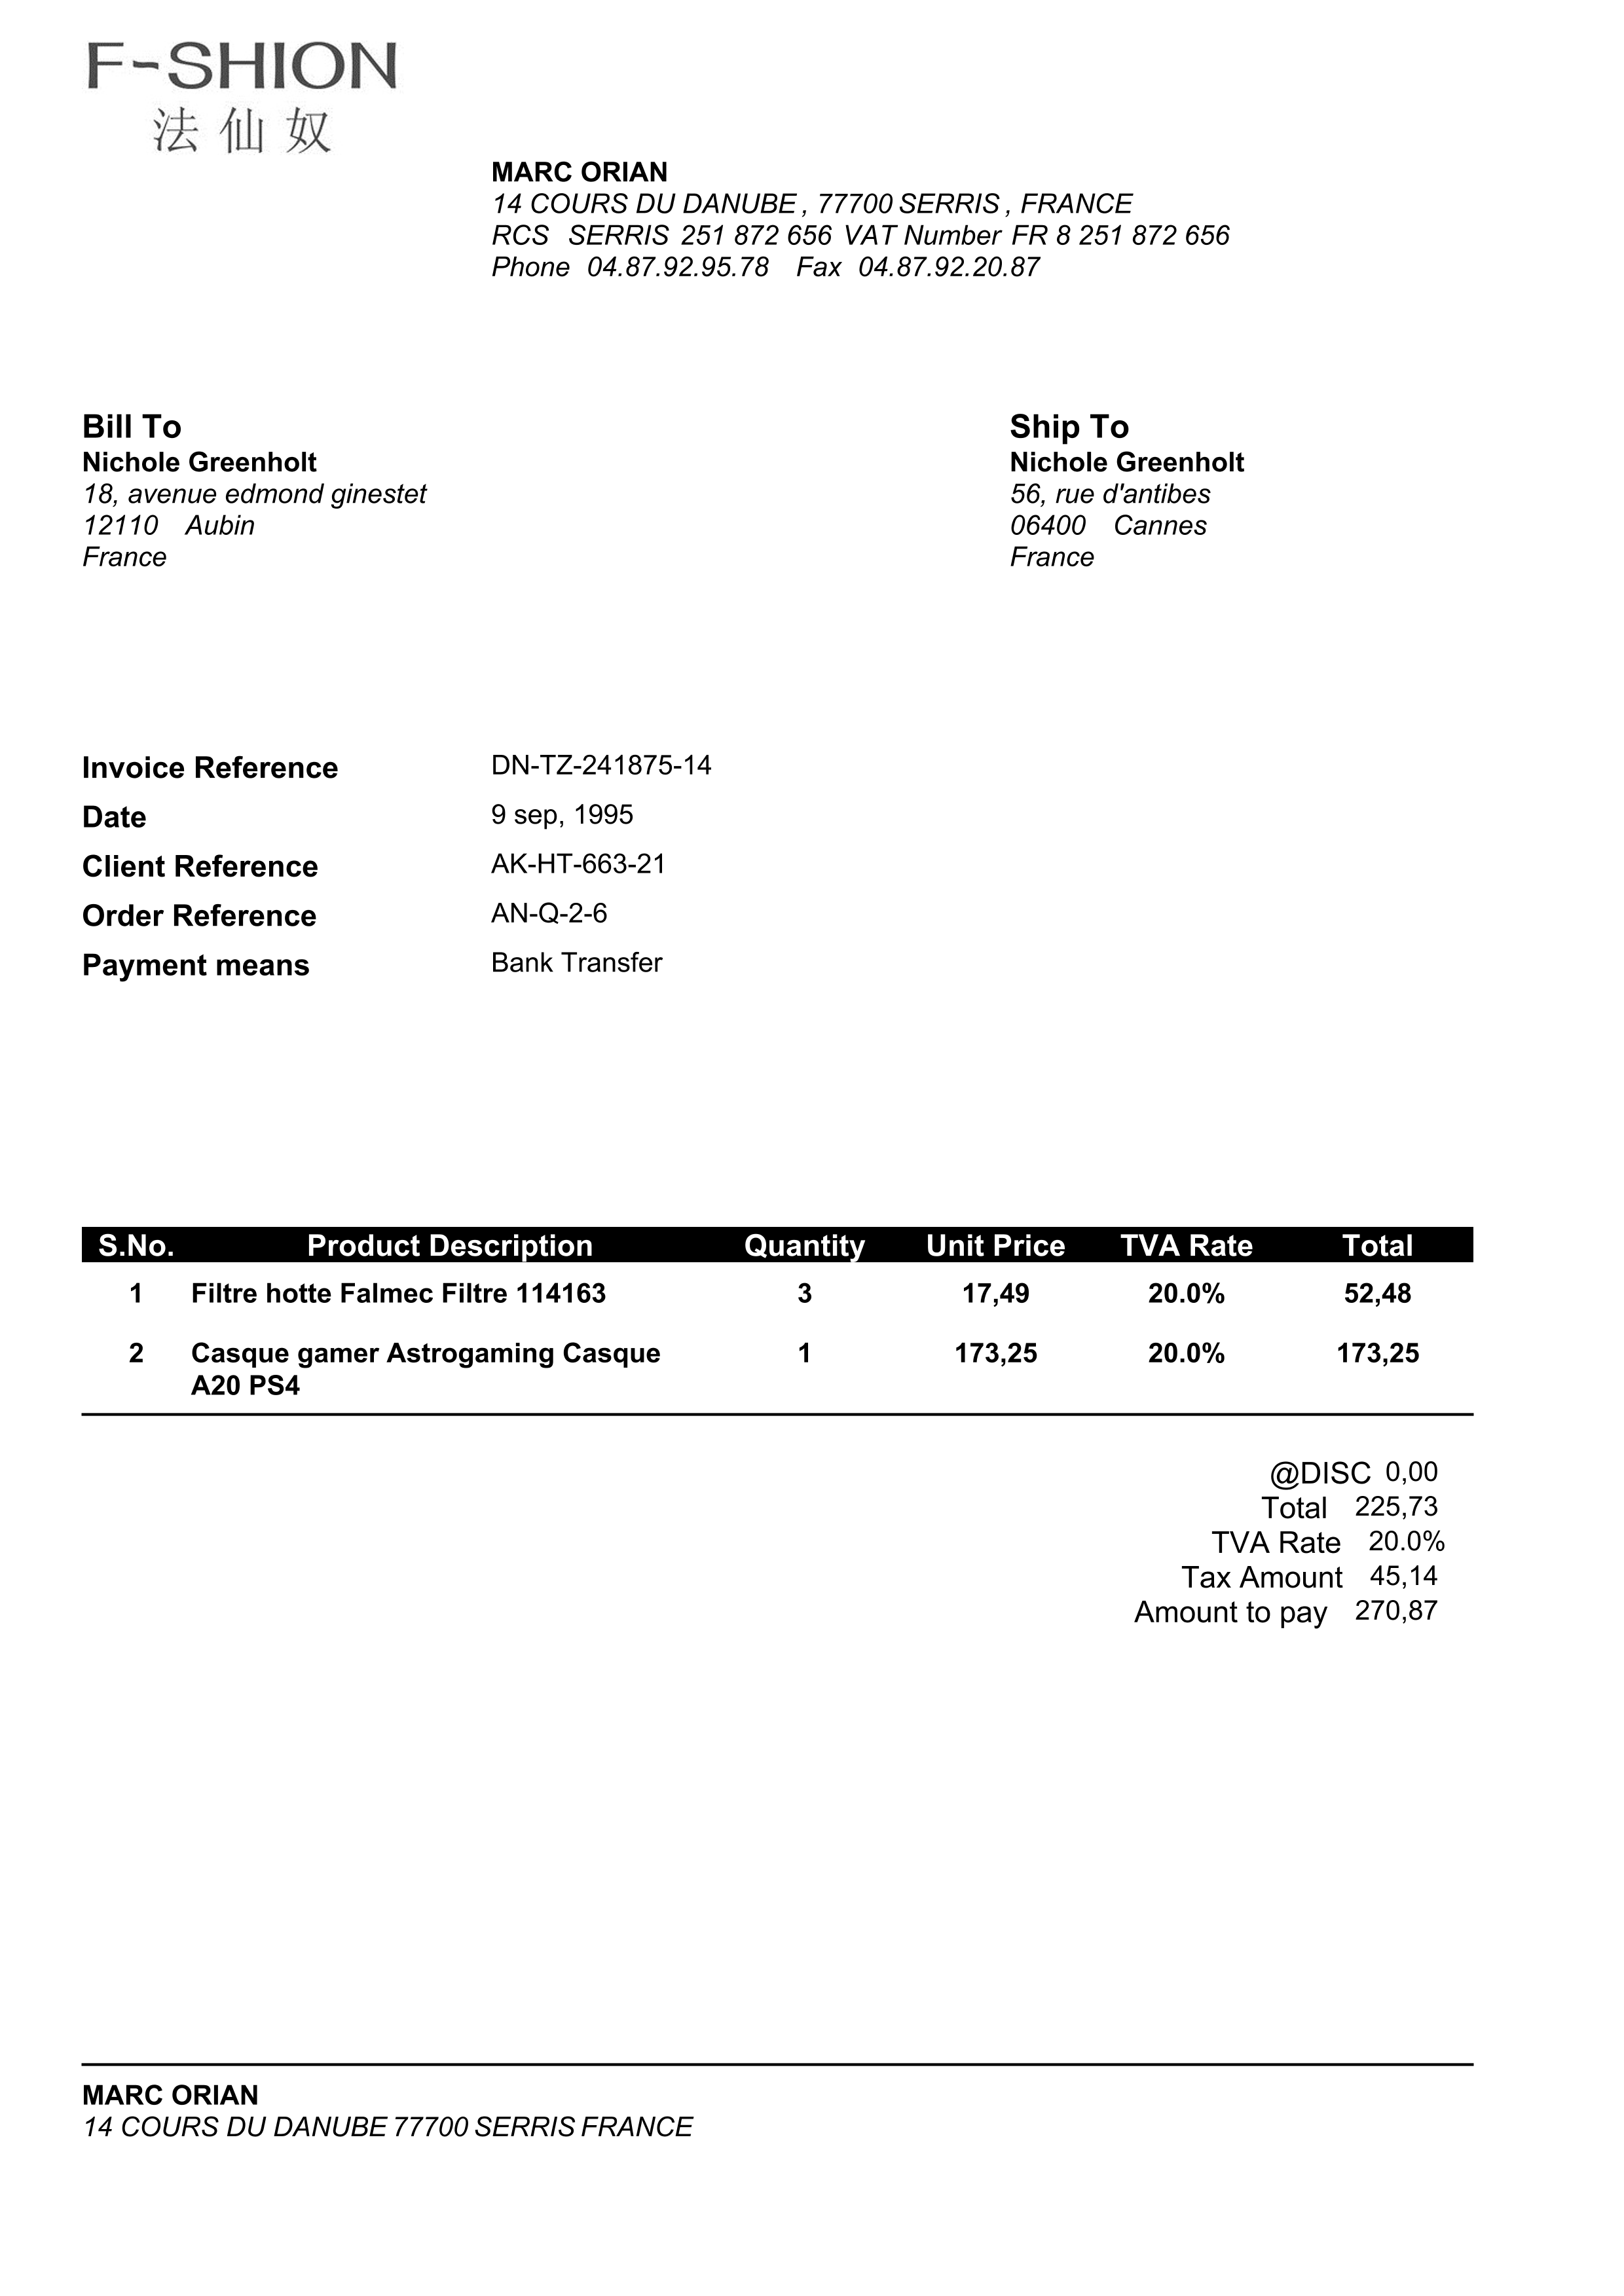 F-SHION
法仙奴
MARC ORIAN
14 COURS DU DANUBE , 77700 SERRIS , FRANCE
RCS SERRIS 251 872 656 VAT Number FR 8 251 872 656
Phone 04.87.92.95.78 Fax 04.87.92.20.87
Bill To
Nichole Greenholt
18, avenue edmond ginestet
12110 Aubin
France
Ship To
Nichole Greenholt
56, rue d'antibes
06400 Cannes
France
Invoice Reference DN-TZ-241875-14
Date 9 sep, 1995
Client Reference AK-HT-663-21
Order Reference AN-Q-2-6
Payment means Bank Transfer
S.No. Product Description Quantity Unit Price TVA Rate Total
1 Filtre hotte Falmec Filtre 114163 3 17,49 20.0% 52,48
2 Casque gamer Astrogaming Casque 1 173,25 20.0% 173,25
A20 PS4
@DISC 0,00
Total 225,73
TVA Rate 20.0%
Tax Amount 45,14
Amount to pay 270,87
MARC ORIAN
14 COURS DU DANUBE 77700 SERRIS FRANCE